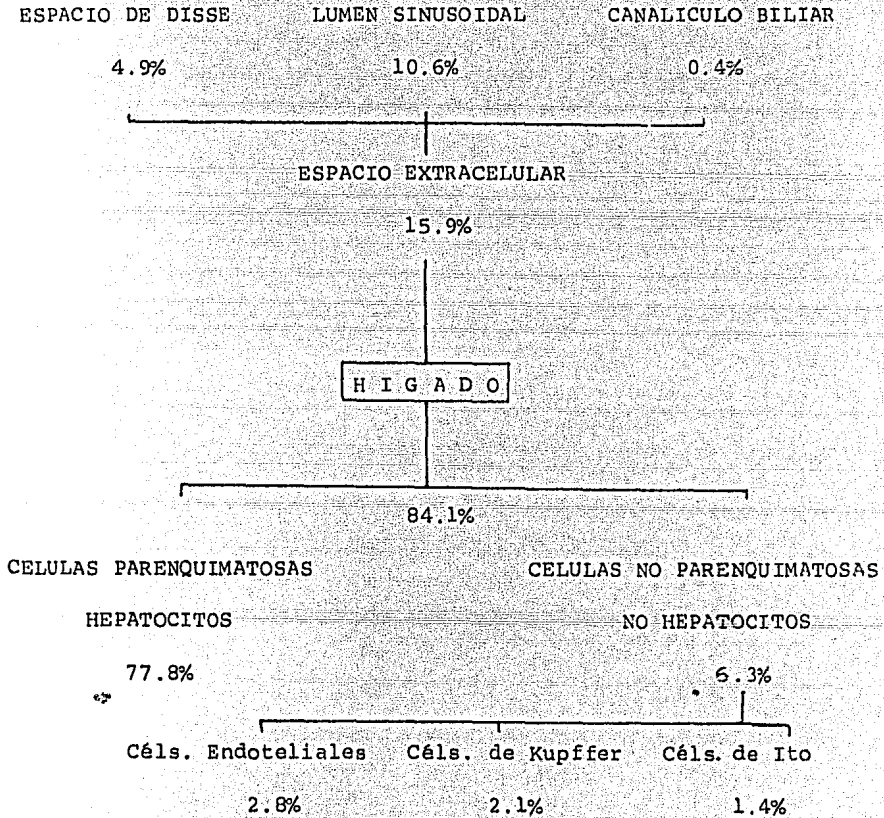 ESPACIO DE DISSE LUMEN SINUSOIDAL CANALICULO BILIAR
4.9% 10.6% 0.4%
ESPACIO EXTRACELULAR
15.9%
H I G A D O
84.1%
CELULAS PARENQUIMATOSAS CELULAS NO PARENQUIMATOSAS
HEPATOCITOS NO HEPATOCITOS
77.8% 6.3%
Céls. Endoteliales Céls. de Kupffer Céls. de Ito
2.8% 2.1% 1.4%